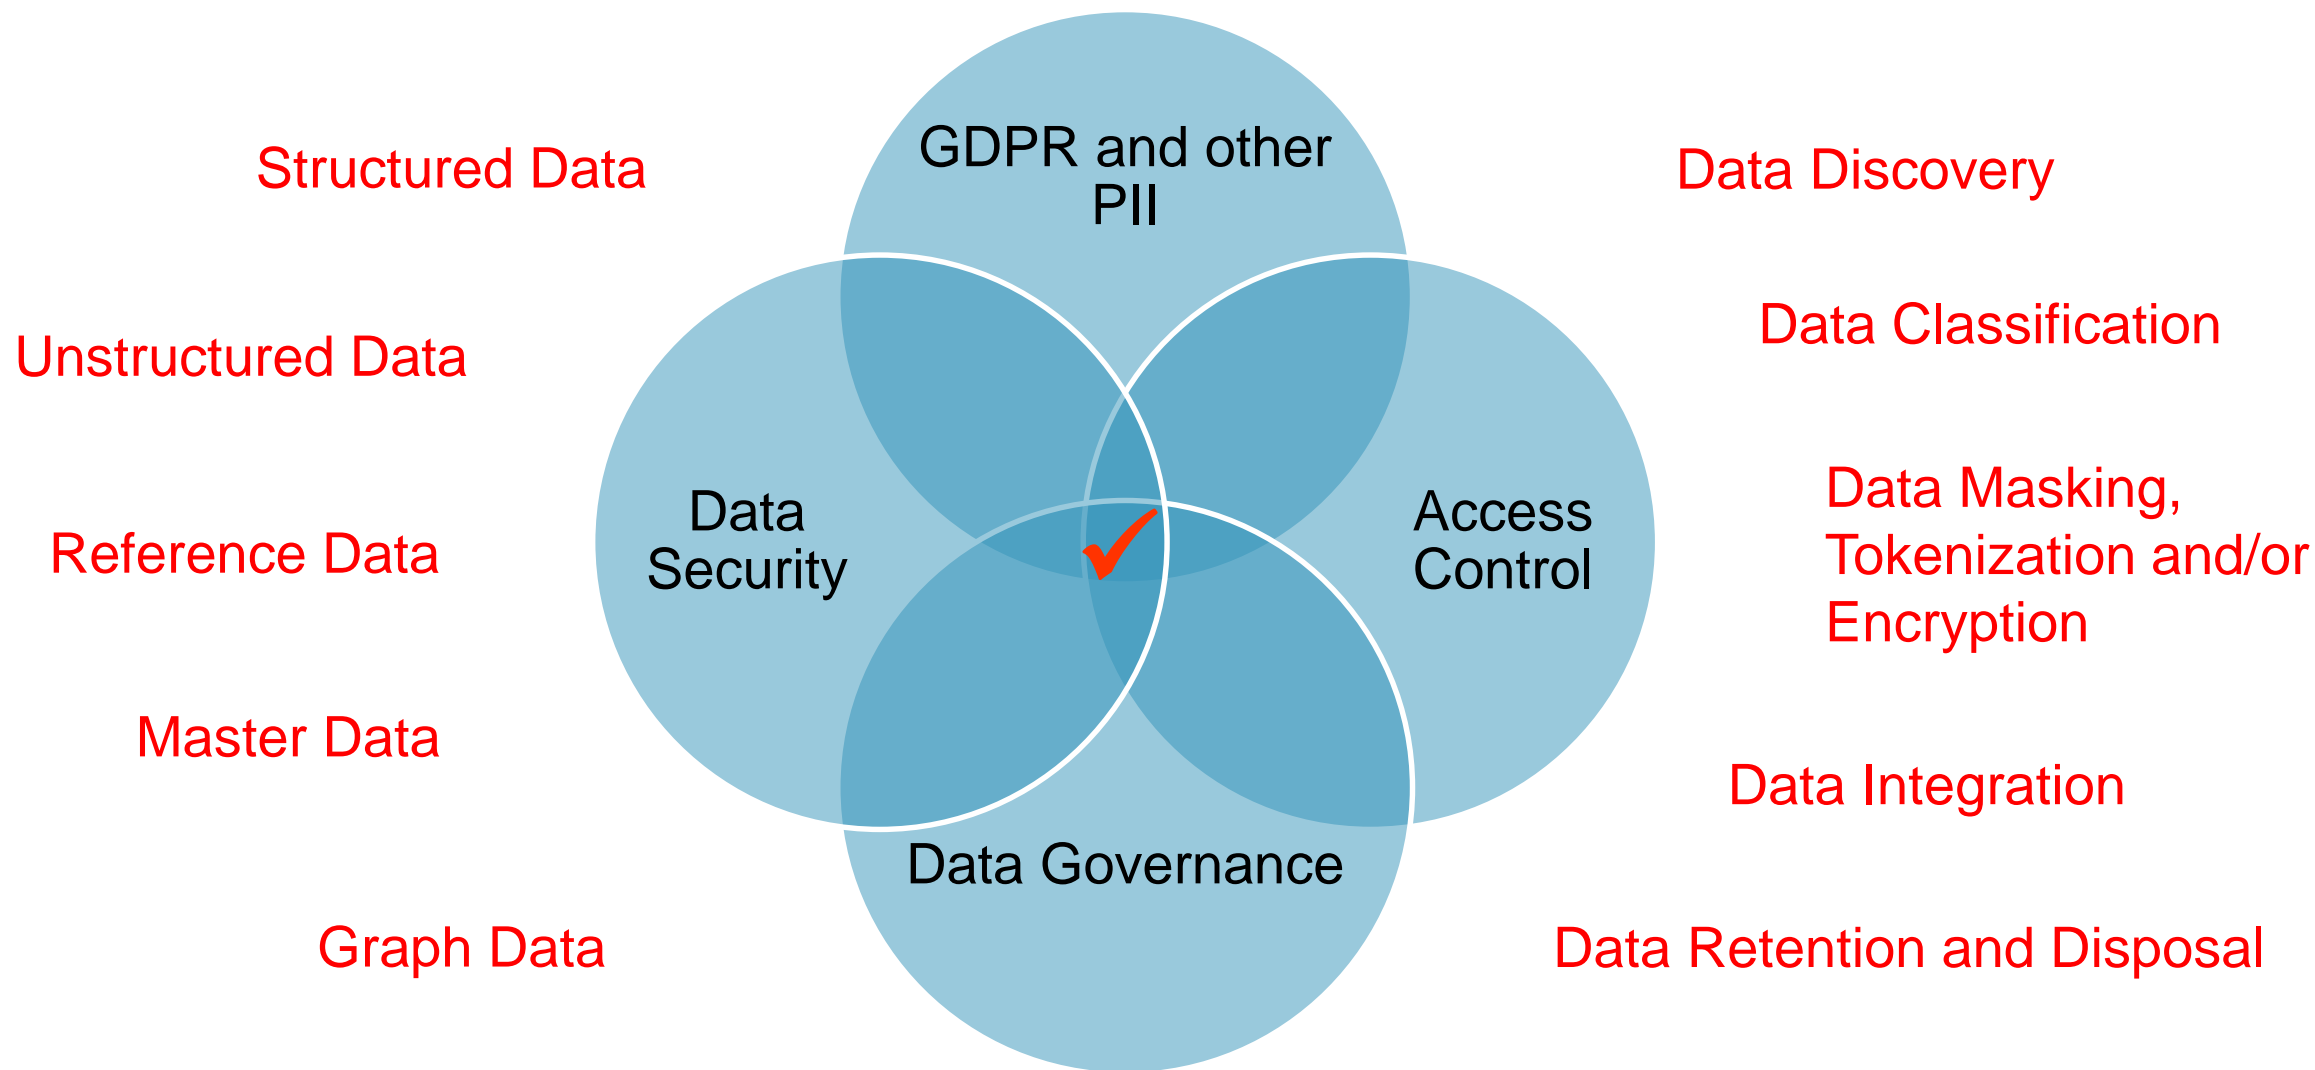 GDPR and other
PII
Structured Data
Data Discovery
Unstructured Data
Data Classification
Data
Security
Access
Control
Reference Data
Data Masking,
Tokenization and/or
Encryption
Master Data
Data Integration
Data Governance
Graph Data
Data Retention and Disposal